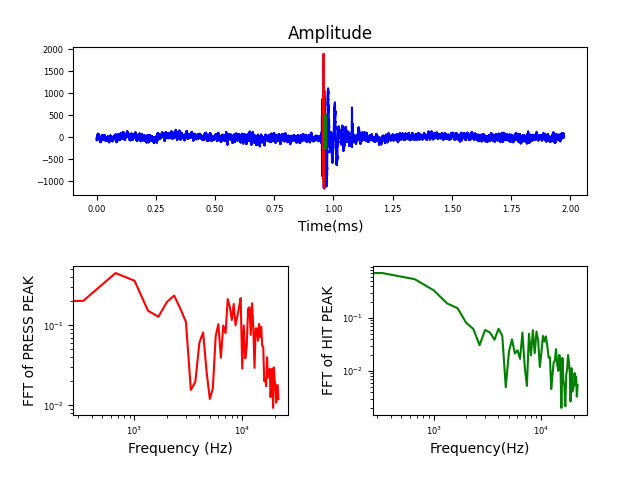 Amplitude
2000
1500
1000
500
0
−500
−1000
0.00 0.25 0.50 0.75 1.00 1.25 1.50 1.75 2.00
Time(ms)
FFT of PRESS PEAK
10⁻¹
10⁻²
10³ 10⁴
Frequency (Hz)
FFT of HIT PEAK
10⁻¹
10⁻²
10³ 10⁴
Frequency(Hz)